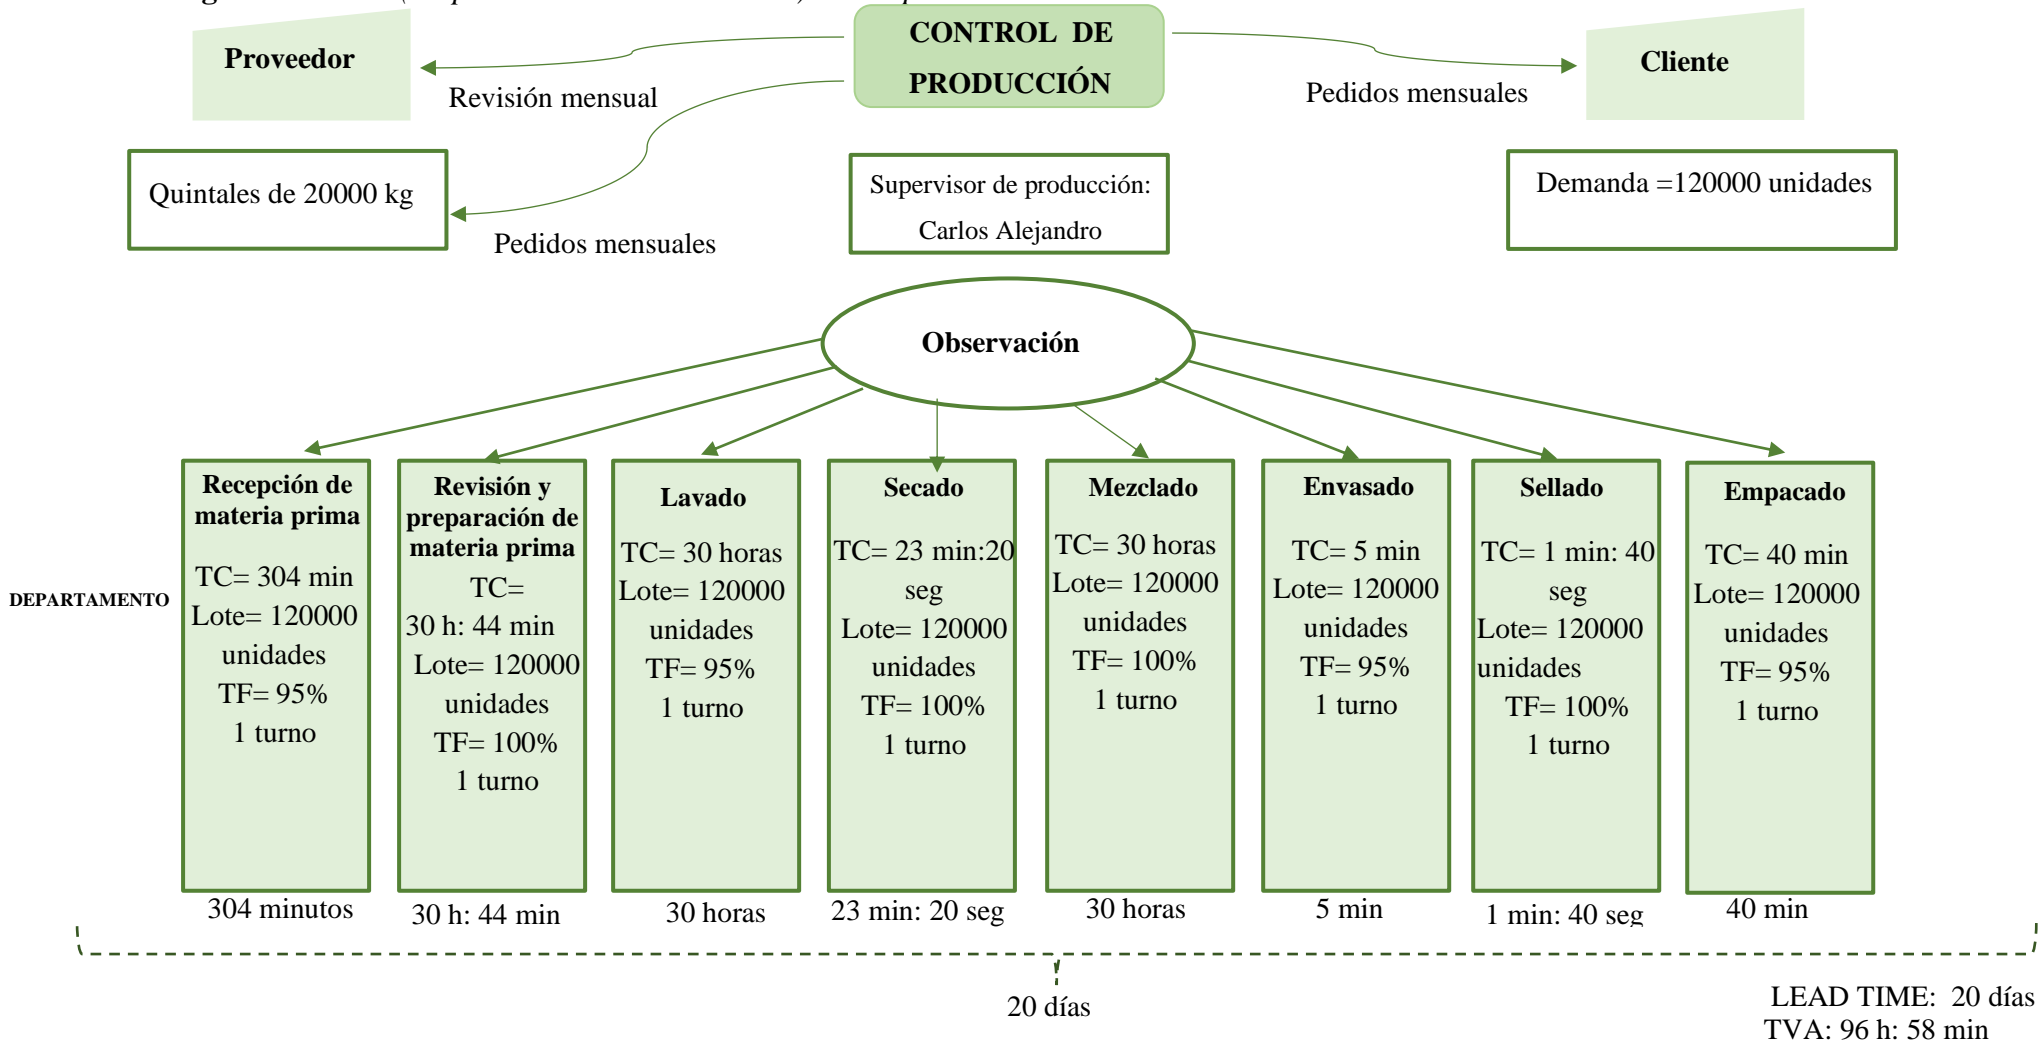 CONTROL DE
PRODUCCIÓN
Proveedor
Cliente
Revisión mensual
Pedidos mensuales
Quintales de 20000 kg
Pedidos mensuales
Supervisor de producción:
Carlos Alejandro
Demanda =120000 unidades
Observación
DEPARTAMENTO
Recepción de
materia prima
TC= 304 min
Lote= 120000
unidades
TF= 95%
1 turno
Revisión y
preparación de
materia prima
TC=
30 h: 44 min
Lote= 120000
unidades
TF= 100%
1 turno
Lavado
TC= 30 horas
Lote= 120000
unidades
TF= 95%
1 turno
Secado
TC= 23 min:20
seg
Lote= 120000
unidades
TF= 100%
1 turno
Mezclado
TC= 30 horas
Lote= 120000
unidades
TF= 100%
1 turno
Envasado
TC= 5 min
Lote= 120000
unidades
TF= 95%
1 turno
Sellado
TC= 1 min: 40
seg
Lote= 120000
unidades
TF= 100%
1 turno
Empacado
TC= 40 min
Lote= 120000
unidades
TF= 95%
1 turno
304 minutos
30 h: 44 min
30 horas
23 min: 20 seg
30 horas
5 min
1 min: 40 seg
40 min
20 días
LEAD TIME: 20 días
TVA: 96 h: 58 min